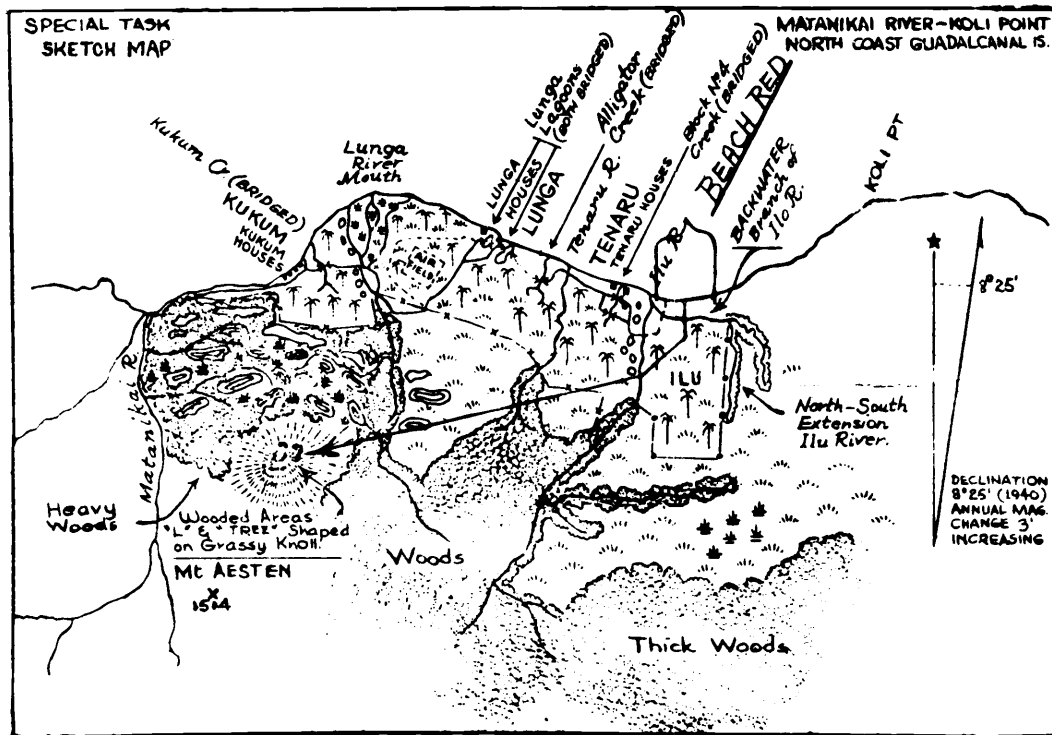 SPECIAL TASK
SKETCH MAP
MATANIKAI RIVER-KOLI POINT
NORTH COAST GUADALCANAL IS.
Kukum Cr (BRIDGED)
KUKUM
KUKUM
HOUSES
Lunga
River
Mouth
LUNGA
HOUSES
LUNGA
Lunga
Lagoons
(BOTH BRIDGED)
Alligator
Creek (BRIDGED)
Tenaru R.
TENARU
TENARU HOUSES
Block Nº 4
Creek (BRIDGED)
Ilu R
BEACH RED
BACKWATER
Branch of
Ilo R.
KOLI PT
AIR
FIELD
8°25'
ILU
North-South
Extension
Ilu River.
Matanikai R.
Heavy
Woods
Wooded Areas
"L" & "TREE" Shaped
on Grassy Knoll.
Mt AESTEN
X
1514
Woods
Thick Woods
DECLINATION
8°25' (1940)
ANNUAL MAG.
CHANGE 3'
INCREASING